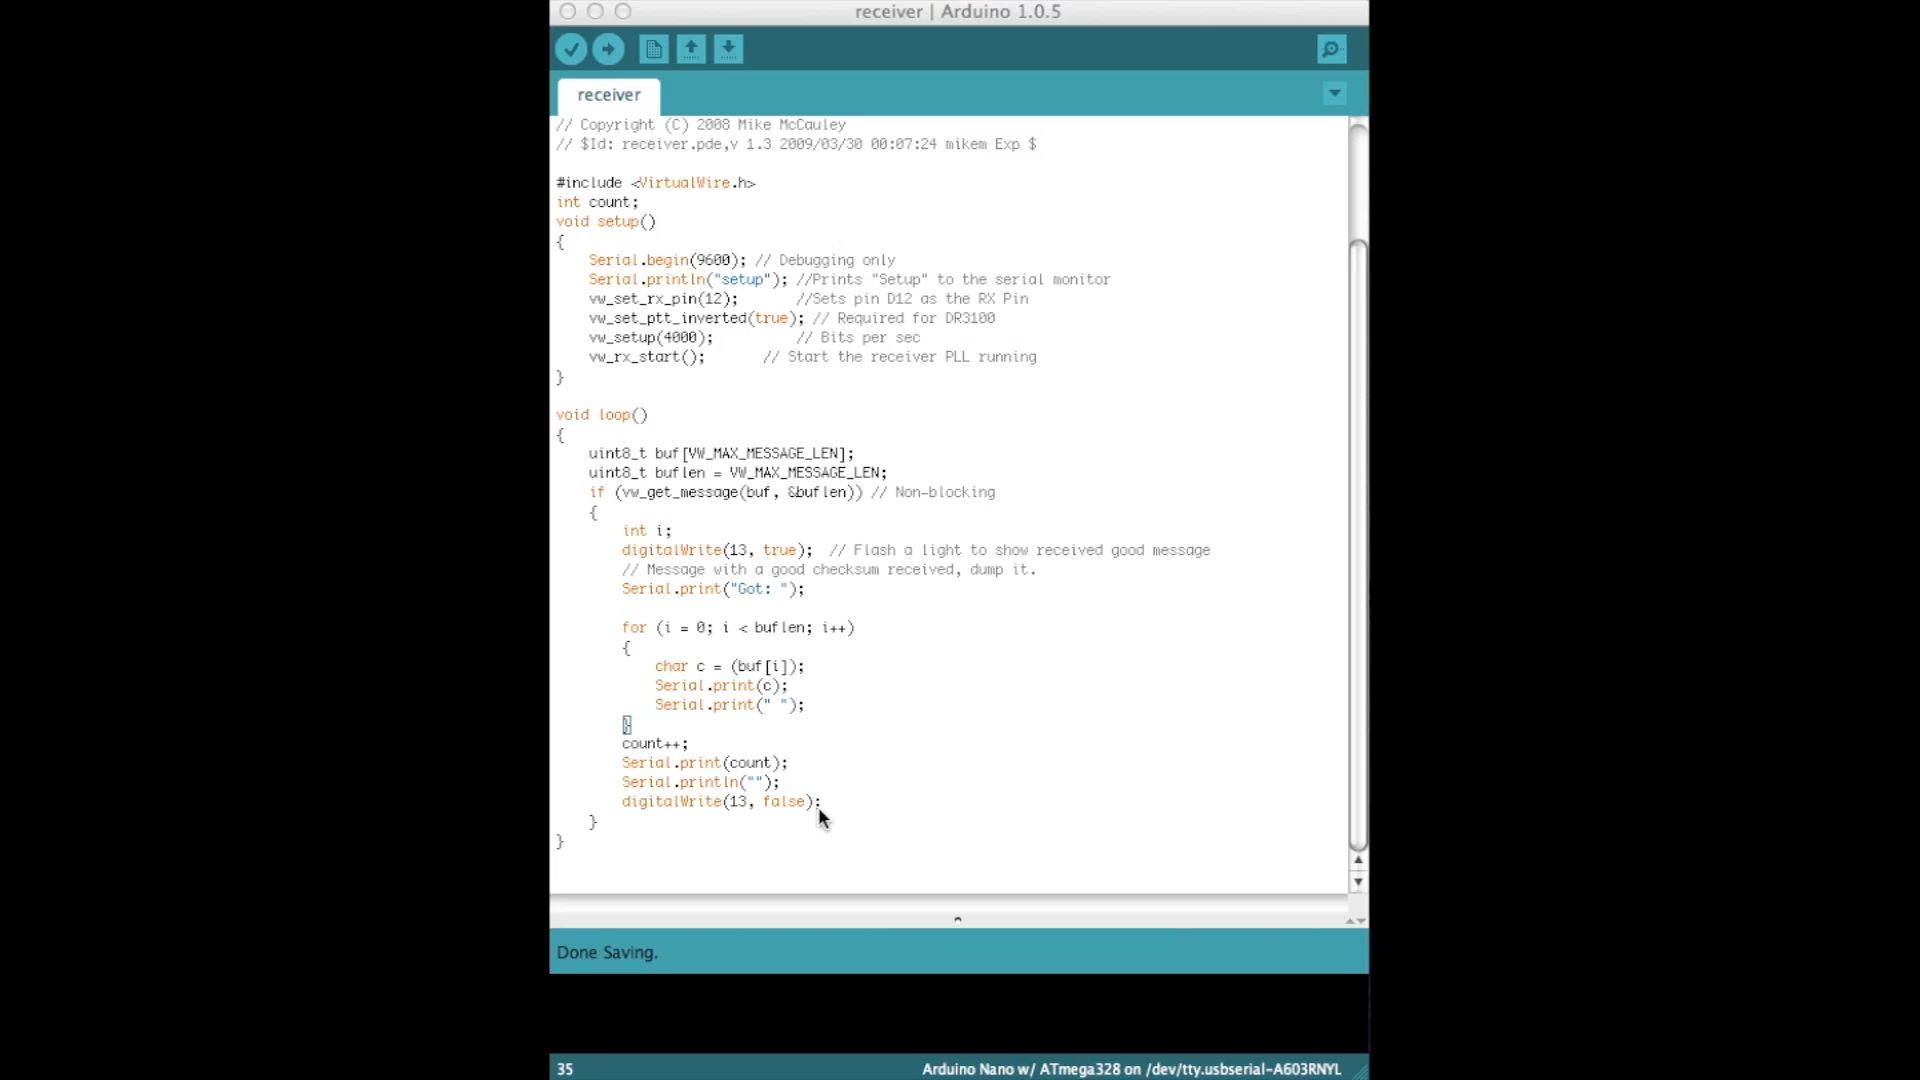 receiver | Arduino 1.0.5
receiver
// Copyright (C) 2008 Mike McCauley
// $Id: receiver.pde,v 1.3 2009/03/30 00:07:24 mikem Exp $
#include <VirtualWire.h>
int count;
void setup()
{
    Serial.begin(9600); // Debugging only
    Serial.println("setup"); //Prints "Setup" to the serial monitor
    vw_set_rx_pin(12);       //Sets pin D12 as the RX Pin
    vw_set_ptt_inverted(true); // Required for DR3100
    vw_setup(4000);          // Bits per sec
    vw_rx_start();       // Start the receiver PLL running
}
void loop()
{
    uint8_t buf[VW_MAX_MESSAGE_LEN];
    uint8_t buflen = VW_MAX_MESSAGE_LEN;
    if (vw_get_message(buf, &buflen)) // Non-blocking
    {
        int i;
        digitalWrite(13, true);  // Flash a light to show received good message
        // Message with a good checksum received, dump it.
        Serial.print("Got: ");
        for (i = 0; i < buflen; i++)
        {
            char c = (buf[i]);
            Serial.print(c);
            Serial.print(" ");
        }
        count++;
        Serial.print(count);
        Serial.println("");
        digitalWrite(13, false);
    }
}
Done Saving.
35 Arduino Nano w/ ATmega328 on /dev/tty.usbserial-A603RNYL